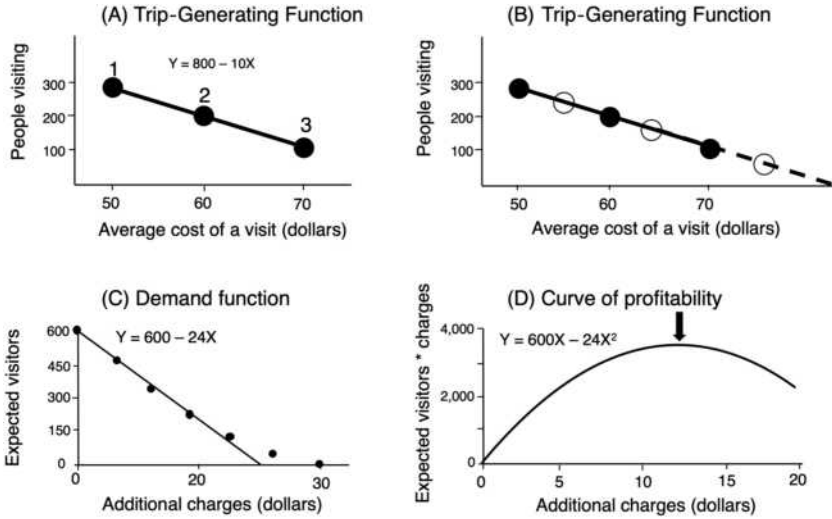 (A) Trip-Generating Function
Y = 800 – 10X
People visiting
300
200
100
1
2
3
50
60
70
Average cost of a visit (dollars)
(B) Trip-Generating Function
People visiting
300
200
100
50
60
70
Average cost of a visit (dollars)
(C) Demand function
Y = 600 – 24X
Expected visitors
600
450
300
150
0
0
20
30
Additional charges (dollars)
(D) Curve of profitability
Y = 600X – 24X²
Expected visitors * charges
4,000
2,000
0
5
10
15
20
Additional charges (dollars)